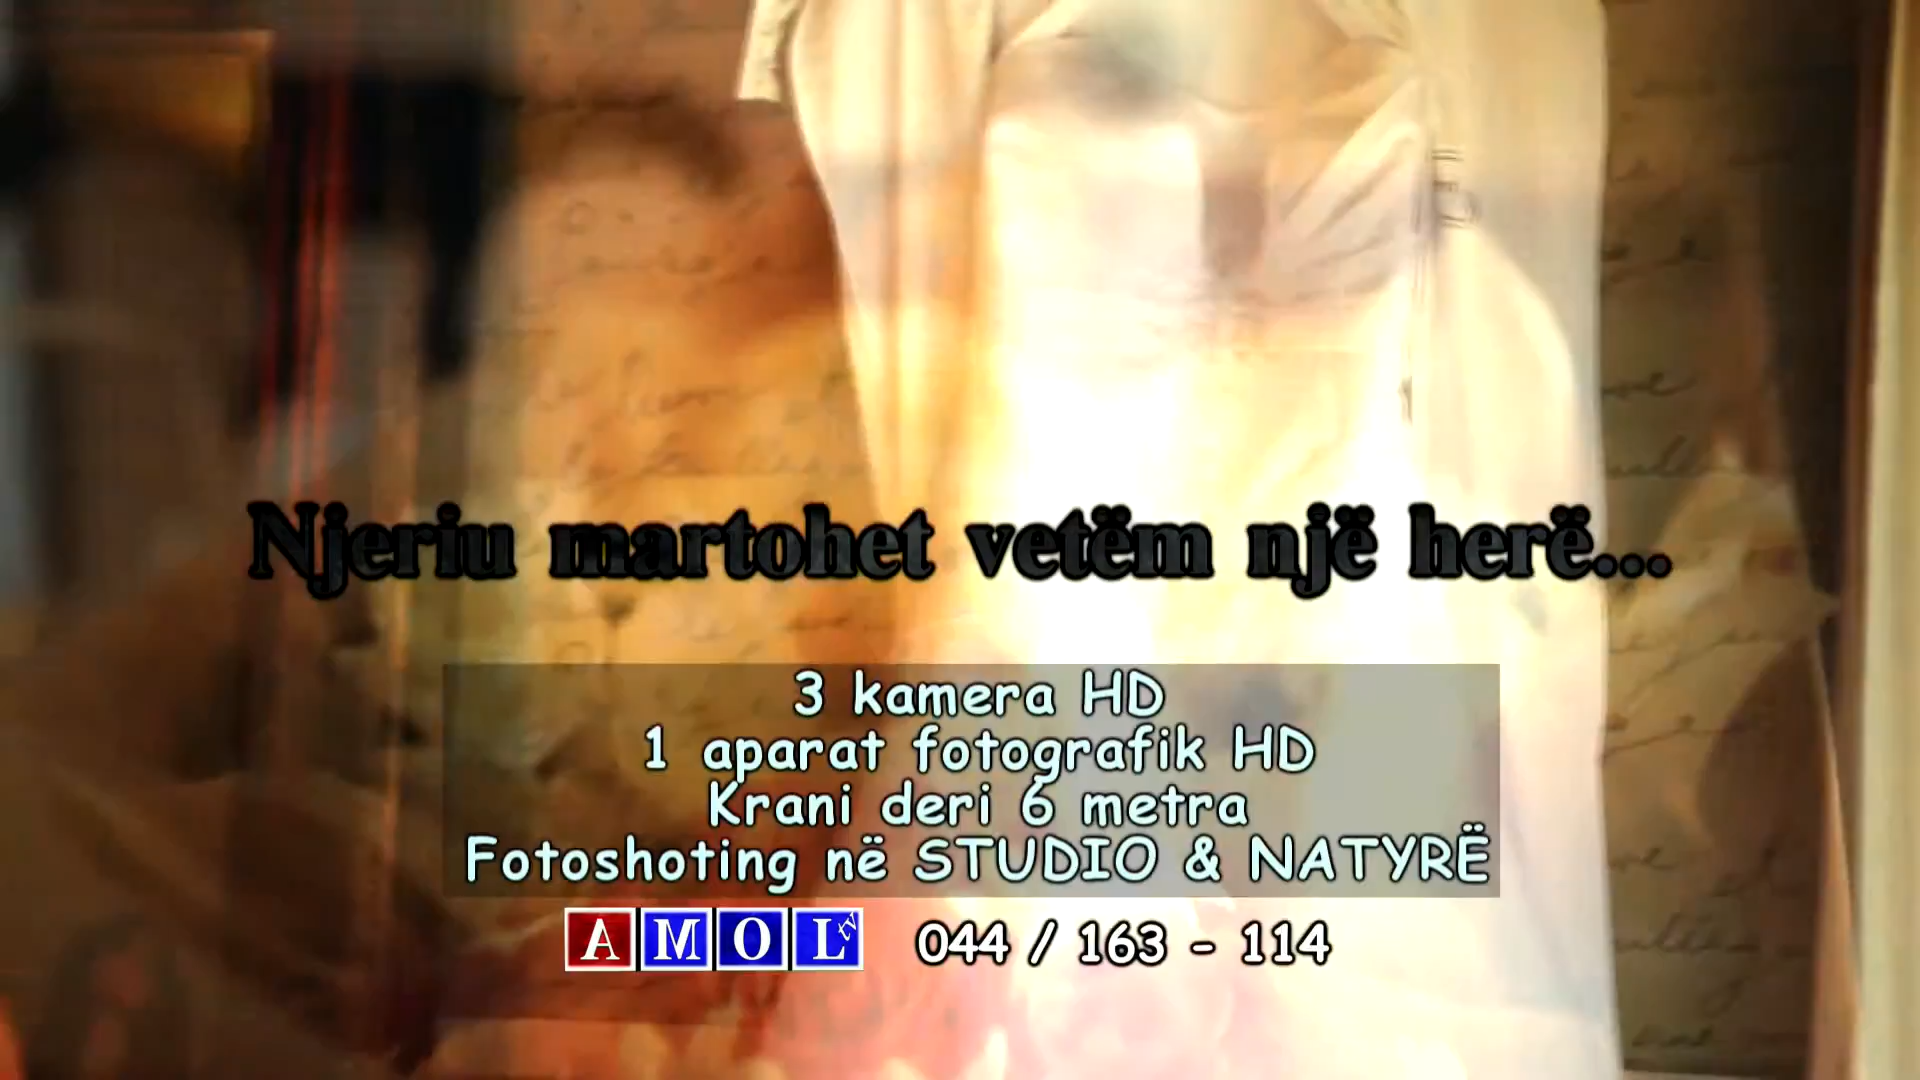 Njeriu martohet vetëm një herë...
3 kamera HD
1 aparat fotografik HD
Krani deri 6 metra
Fotoshoting në STUDIO & NATYRË
AMOL tv 044 / 163 - 114